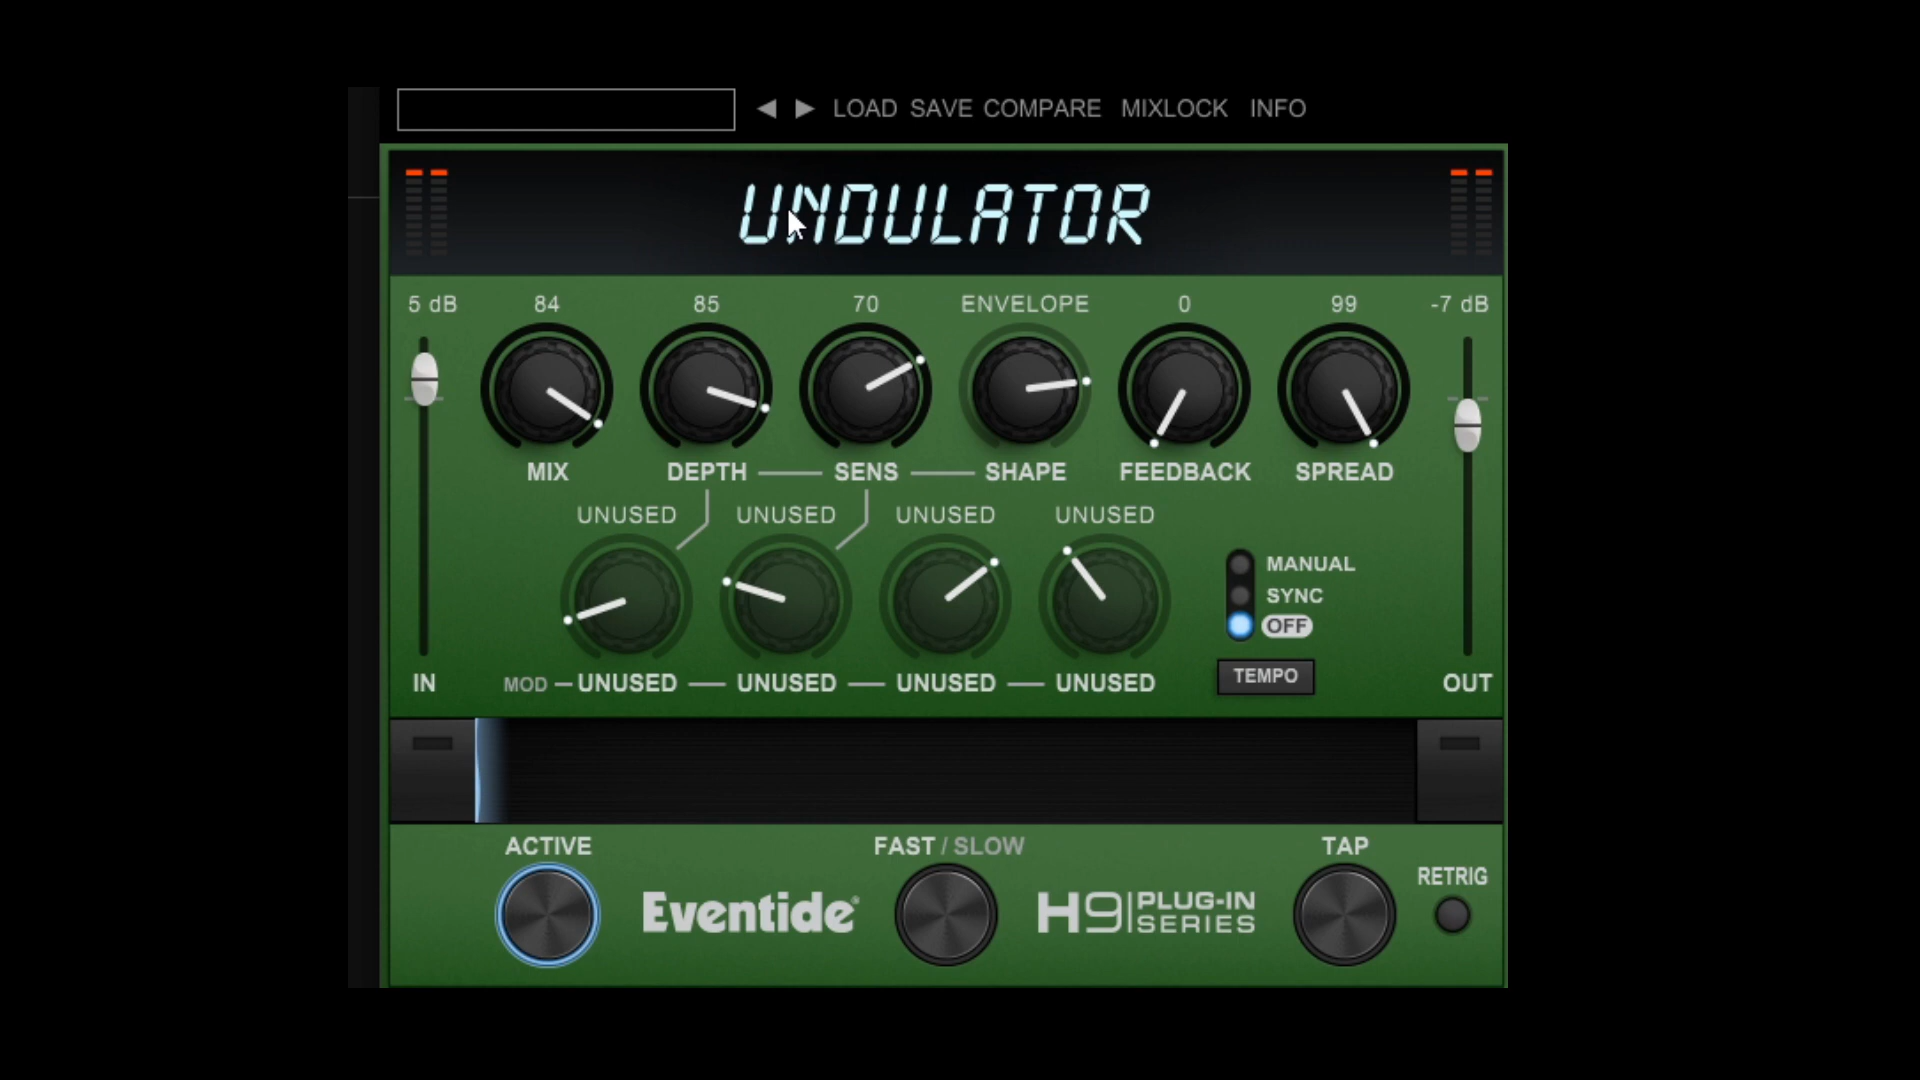 LOAD SAVE COMPARE MIXLOCK INFO
UNDULATOR
5 dB 84 85 70 ENVELOPE 0 99 -7 dB
MIX DEPTH SENS SHAPE FEEDBACK SPREAD
UNUSED UNUSED UNUSED UNUSED
MANUAL
SYNC
OFF
TEMPO
IN MOD UNUSED UNUSED UNUSED UNUSED OUT
ACTIVE FAST / SLOW TAP
RETRIG
Eventide® H9 PLUG-IN
SERIES